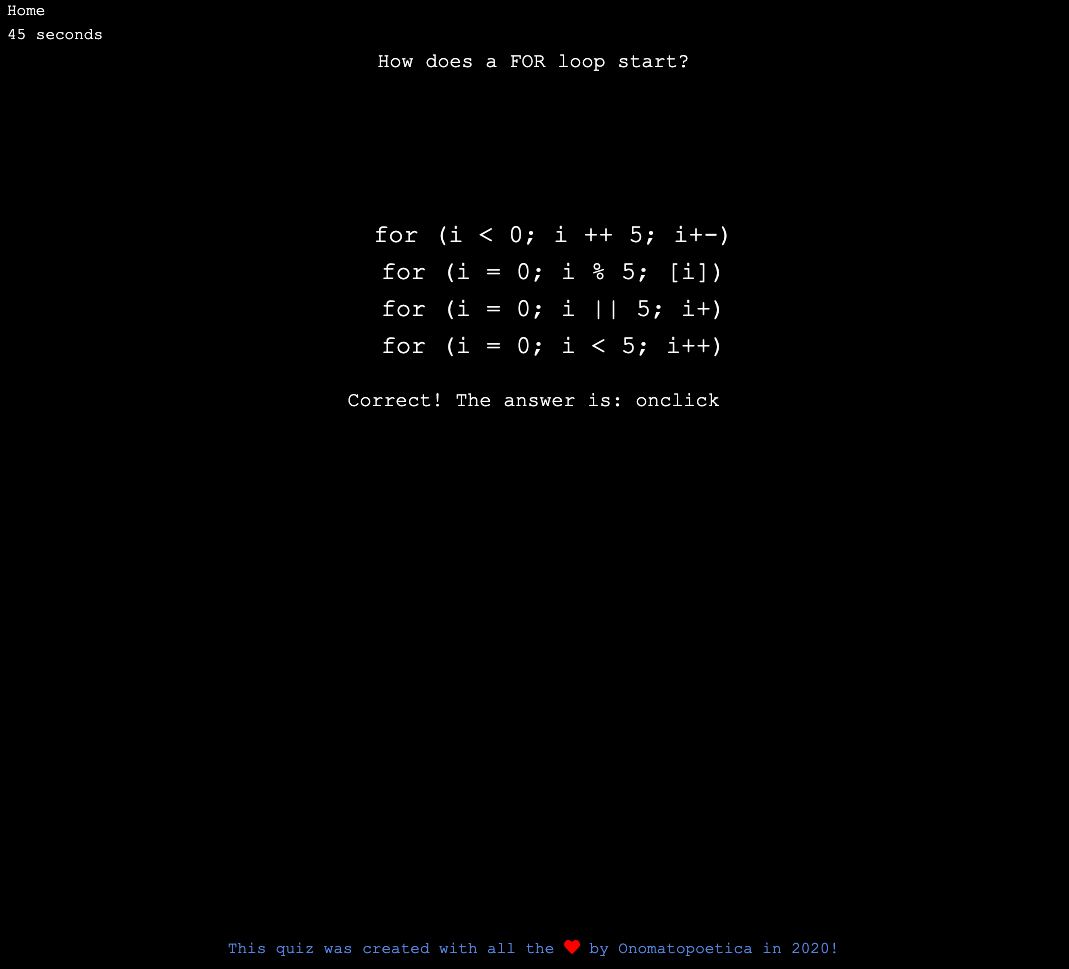 Home
45 seconds
How does a FOR loop start?
for (i < 0; i ++ 5; i+-)
for (i = 0; i % 5; [i])
for (i = 0; i || 5; i+)
for (i = 0; i < 5; i++)
Correct! The answer is: onclick
This quiz was created with all the ❤ by Onomatopoetica in 2020!